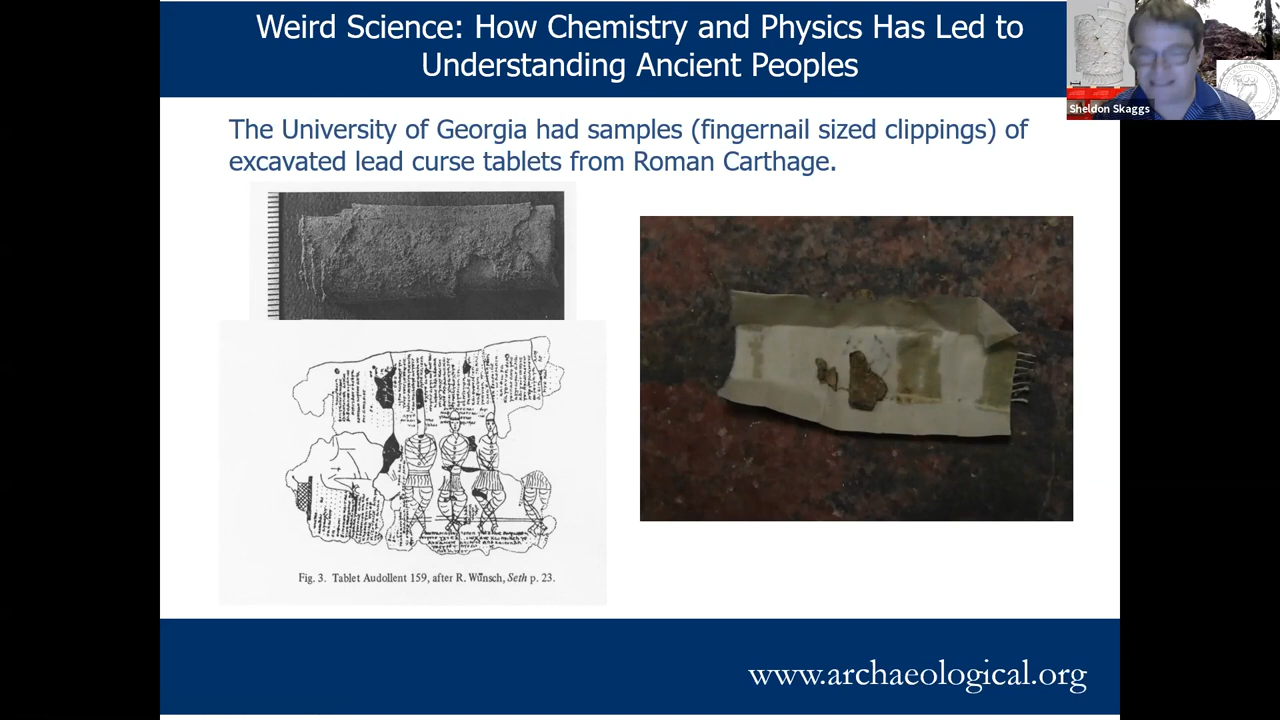 Weird Science: How Chemistry and Physics Has Led to
Understanding Ancient Peoples
Sheldon Skaggs
The University of Georgia had samples (fingernail sized clippings) of
excavated lead curse tablets from Roman Carthage.
Fig. 3. Tablet Audollent 159, after R. Wünsch, Seth p. 23.
www.archaeological.org